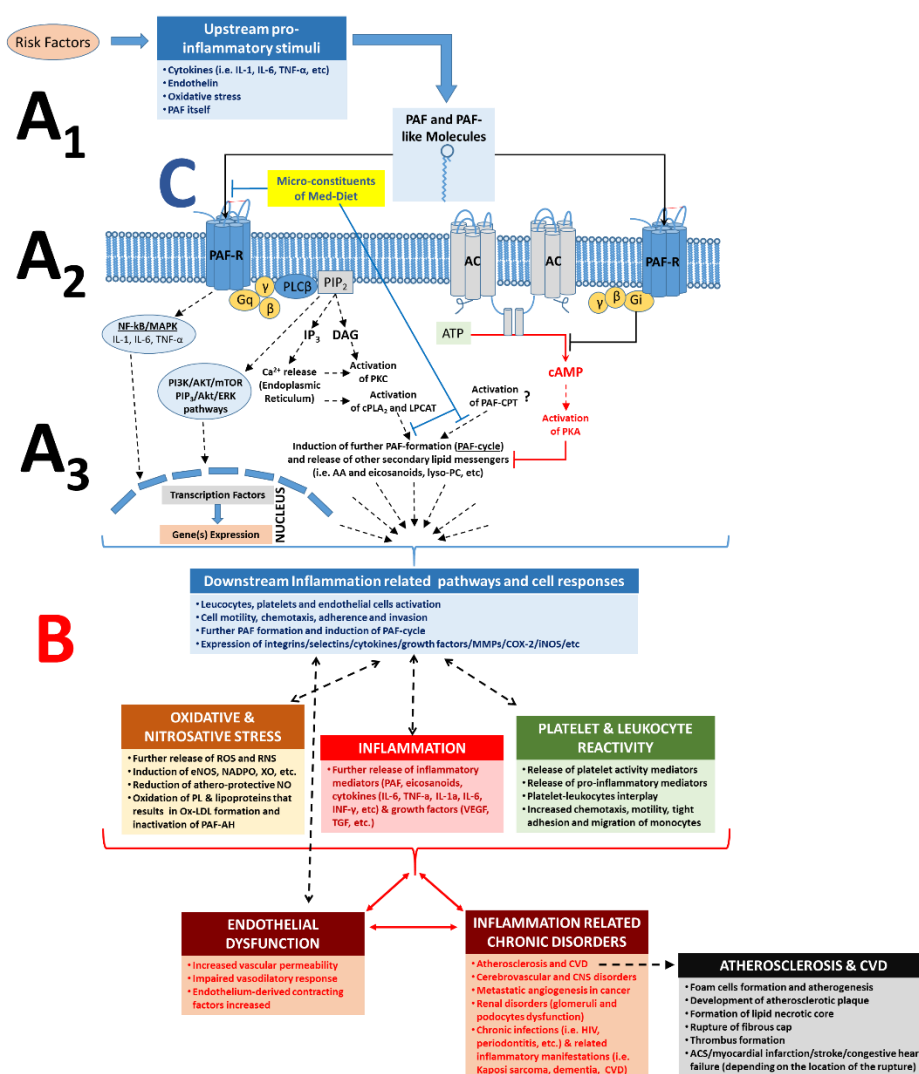 Risk Factors
Upstream pro-
inflammatory stimuli
• Cytokines (i.e. IL-1, IL-6, TNF-α, etc)
• Endothelin
• Oxidative stress
• PAF itself
A1
PAF and PAF-
like Molecules
C
Micro-constituents
of Med-Diet
A2
PAF-R
AC
AC
PAF-R
Gq
γ
β
PLCβ
PIP2
γ
β
Gi
NF-kB/MAPK
IL-1, IL-6, TNF-α
IP3
DAG
ATP
cAMP
PI3K/AKT/mTOR
PIP3/Akt/ERK
pathways
Ca2+ release
(Endoplasmic
Reticulum)
Activation
of PKC
Activation
of cPLA2 and LPCAT
Activation
of PAF-CPT
?
Activation
of PKA
A3
Induction of further PAF-formation (PAF-cycle)
and release of other secondary lipid messengers
(i.e. AA and eicosanoids, lyso-PC, etc)
Transcription Factors
Gene(s) Expression
NUCLEUS
B
Downstream Inflammation related pathways and cell responses
• Leucocytes, platelets and endothelial cells activation
• Cell motility, chemotaxis, adherence and invasion
• Further PAF formation and induction of PAF-cycle
• Expression of integrins/selectins/cytokines/growth factors/MMPs/COX-2/iNOS/etc
OXIDATIVE &
NITROSATIVE STRESS
• Further release of ROS and RNS
• Induction of eNOS, NADPO, XO, etc.
• Reduction of athero-protective NO
• Oxidation of PL & lipoproteins that
results in Ox-LDL formation and
inactivation of PAF-AH
INFLAMMATION
• Further release of inflammatory
mediators (PAF, eicosanoids,
cytokines (IL-6, TNF-a, IL-1a, IL-6,
INF-γ, etc) & growth factors (VEGF,
TGF, etc.)
PLATELET & LEUKOCYTE
REACTIVITY
• Release of platelet activity mediators
• Release of pro-inflammatory mediators
• Platelet-leukocytes interplay
• Increased chemotaxis, motility, tight
adhesion and migration of monocytes
ENDOTHELIAL
DYSFUNCTION
• Increased vascular permeability
• Impaired vasodilatory response
• Endothelium-derived contracting
factors increased
INFLAMMATION RELATED
CHRONIC DISORDERS
• Atherosclerosis and CVD
• Cerebrovascular and CNS disorders
• Metastatic angiogenesis in cancer
• Renal disorders (glomeruli and
podocytes dysfunction)
• Chronic infections (i.e. HIV,
periodontitis, etc.) & related
inflammatory manifestations (i.e.
Kaposi sarcoma, dementia, CVD)
ATHEROSCLEROSIS & CVD
• Foam cells formation and atherogenesis
• Development of atherosclerotic plaque
• Formation of lipid necrotic core
• Rupture of fibrous cap
• Thrombus formation
• ACS/myocardial infarction/stroke/congestive hear
failure (depending on the location of the rupture)